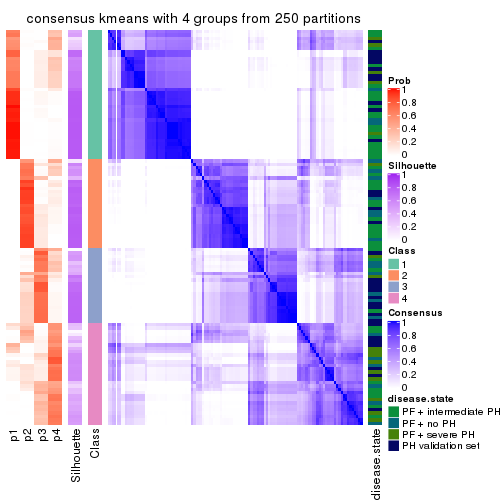 consensus kmeans with 4 groups from 250 partitions
Prob
1
0.8
0.6
0.4
0.2
0
Silhouette
1
0.8
0.6
0.4
0.2
0
Class
1
2
3
4
Consensus
1
0.8
0.6
0.4
0.2
0
disease.state
PF + intermediate PH
PF + no PH
PF + severe PH
PH validation set
p1
p2
p3
p4
Silhouette
Class
disease.state